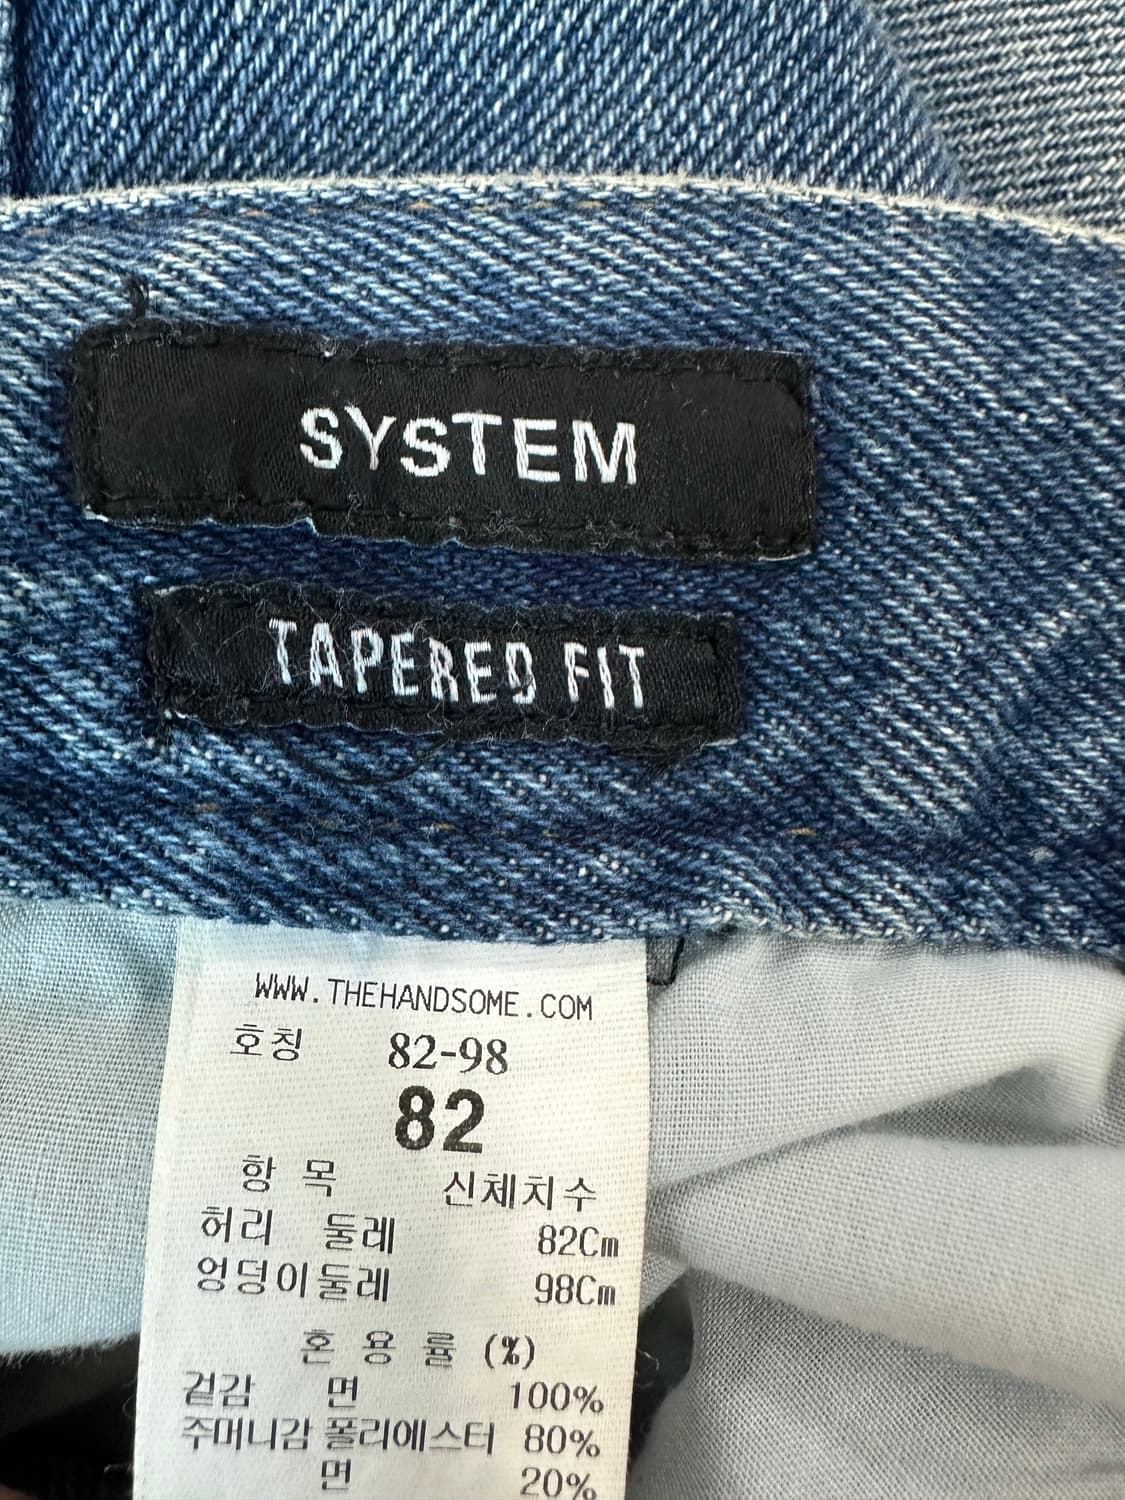 SYSTEM
TAPERED FIT
WWW.THEHANDSOME.COM
호칭 82-98
82
항 목 신체치수
허리 둘레 82Cm
엉덩이둘레 98Cm
혼 용 률 (%)
겉감 면 100%
주머니감 폴리에스터 80%
면 20%